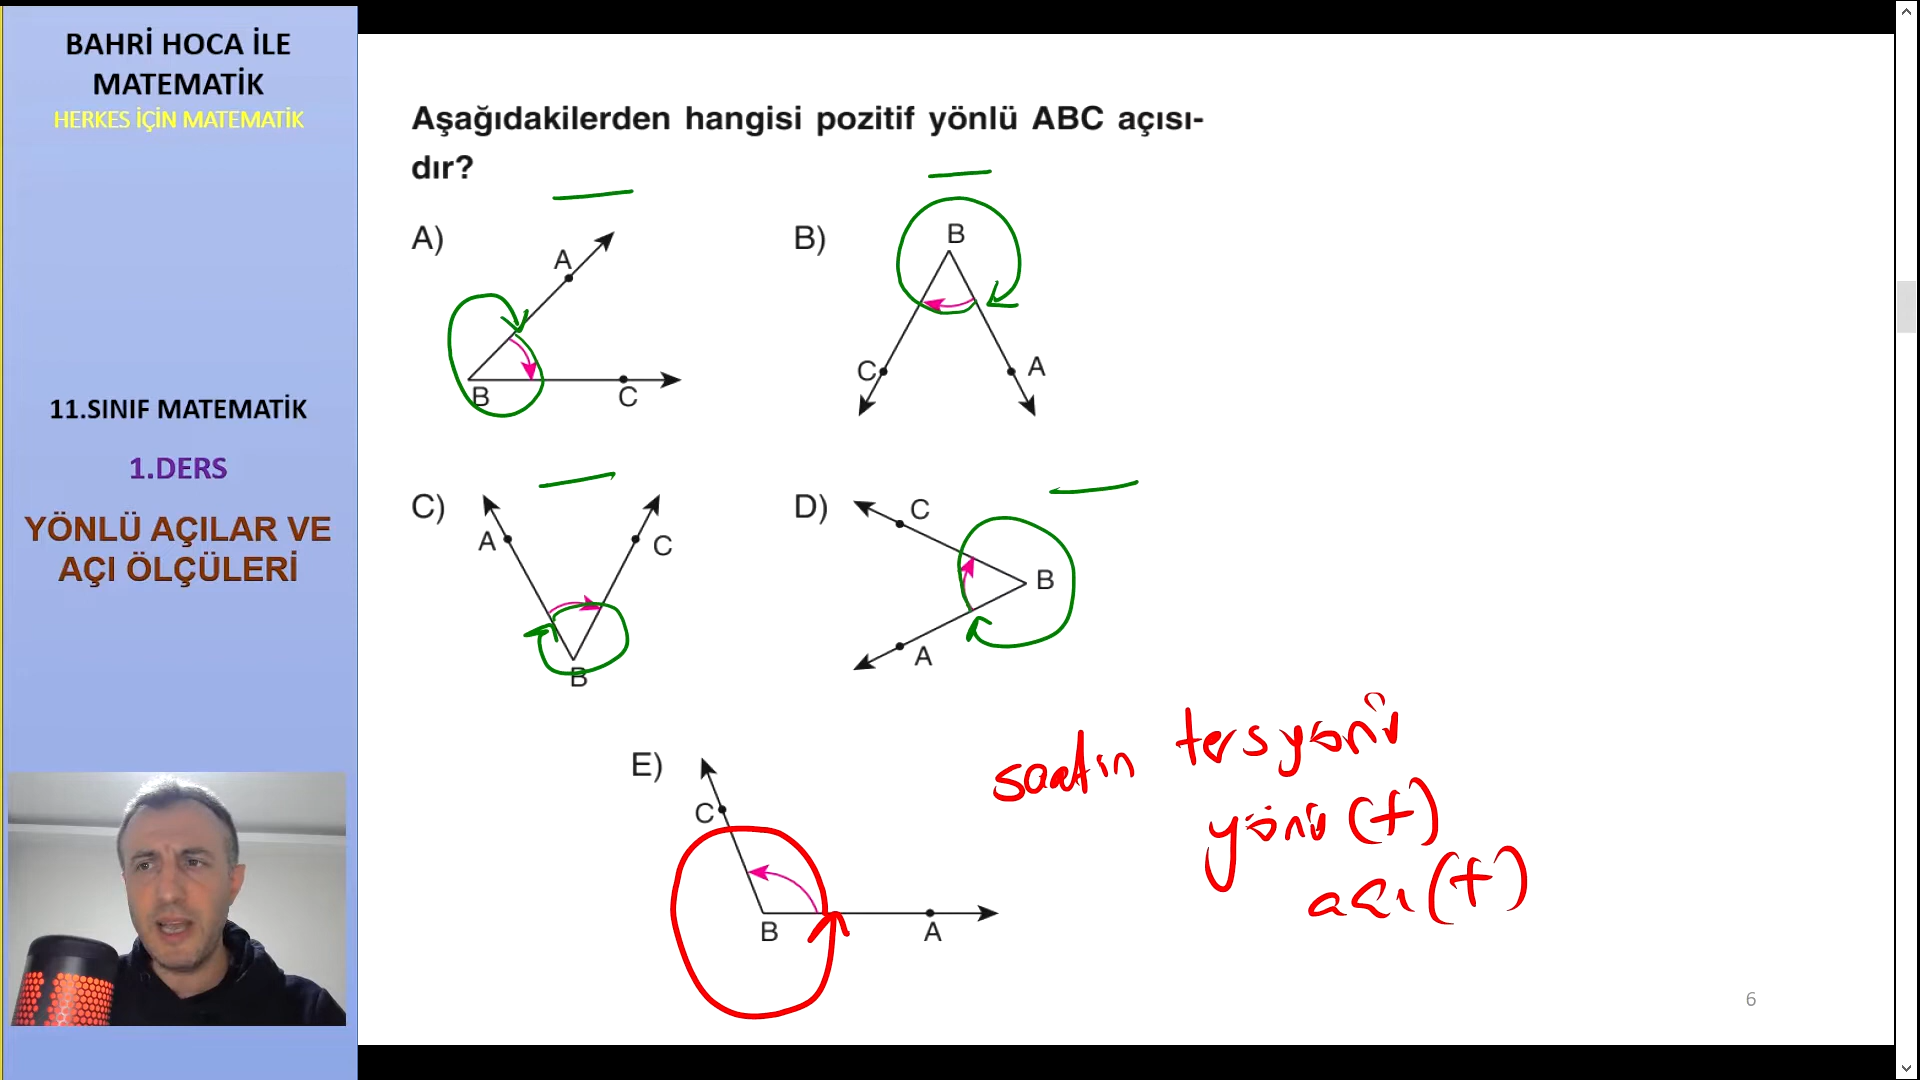 BAHRİ HOCA İLE
MATEMATİK
HERKES İÇİN MATEMATİK
11.SINIF MATEMATİK
1.DERS
YÖNLÜ AÇILAR VE
AÇI ÖLÇÜLERİ
Aşağıdakilerden hangisi pozitif yönlü ABC açısı-
dır?
A)
A
B
C
B)
B
C
A
C)
A
C
B
D)
C
B
A
E)
C
B
A
saatin ters yönü
yönü (+)
açı (+)
6